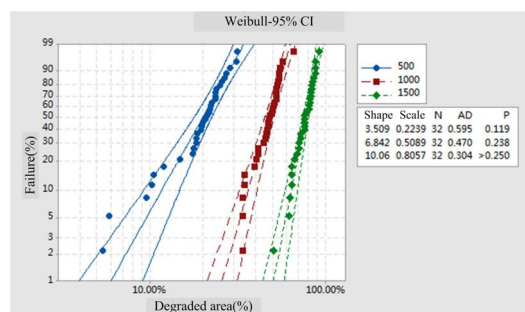 Weibull-95% CI
99
90
80
70
60
50
40
30
20
10
5
3
2
1
Failure(%)
10.00%
100.00%
Degraded area(%)
500
1000
1500
Shape Scale N AD P
3.509 0.2239 32 0.595 0.119
6.842 0.5089 32 0.470 0.238
10.06 0.8057 32 0.304 >0.250